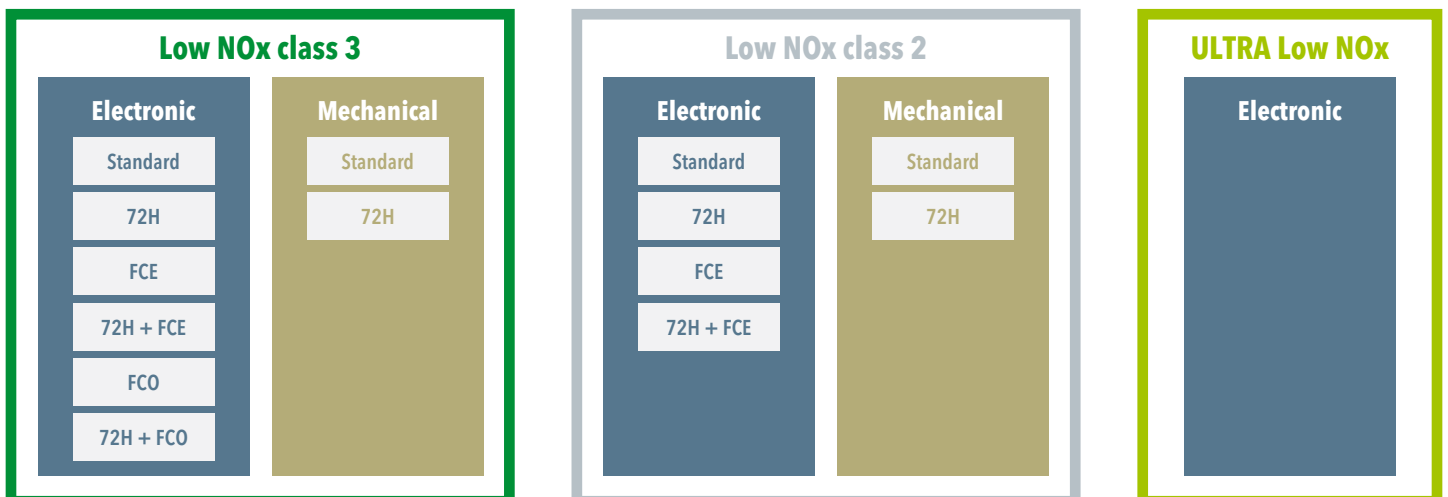 Low NOx class 3
Electronic
Standard
72H
FCE
72H + FCE
FCO
72H + FCO
Mechanical
Standard
72H
Low NOx class 2
Electronic
Standard
72H
FCE
72H + FCE
Mechanical
Standard
72H
ULTRA Low NOx
Electronic